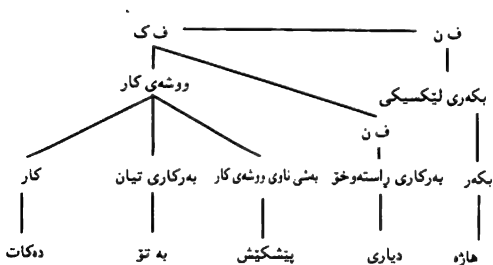 ف ن ف ک
ووشەی کار
بکەری لێکسیکی
ف ن
بکەر بەرکاری ڕاستەوخۆ بەشی ناوی ووشەی کار بەرکاری تیان کار
هاژە دیاری پێشکێش بە تۆ دەکات